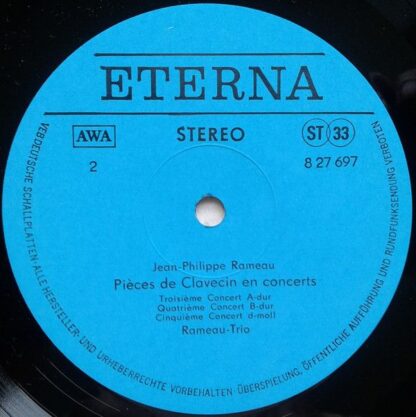 ETERNA
AWA
STEREO
ST 33
2
8 27 697
Jean-Philippe Rameau
Pièces de Clavecin en concerts
Troisième Concert A-dur
Quatrième Concert B-dur
Cinquième Concert d-moll
Rameau-Trio
VEB DEUTSCHE SCHALLPLATTEN · ALLE HERSTELLER- UND URHEBERRECHTE VORBEHALTEN · ÜBERSPIELUNG, ÖFFENTLICHE AUFFÜHRUNG UND RUNDFUNKSENDUNG VERBOTEN